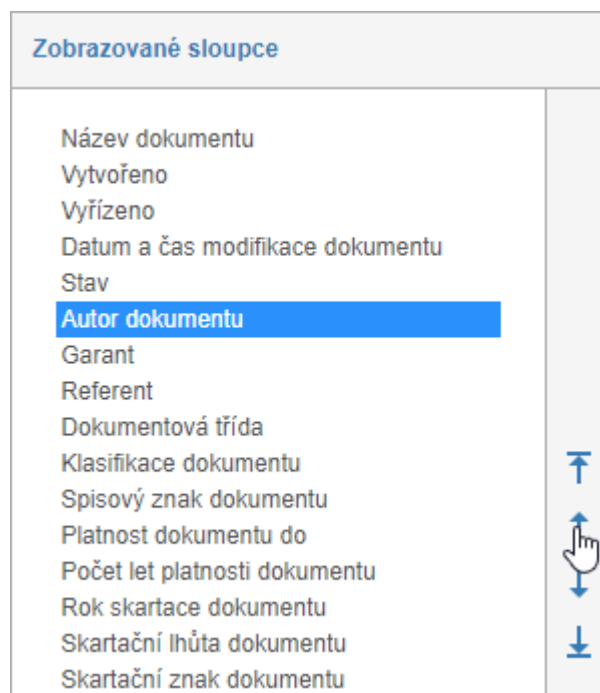 Zobrazované sloupce
Název dokumentu
Vytvořeno
Vyřízeno
Datum a čas modifikace dokumentu
Stav
Autor dokumentu
Garant
Referent
Dokumentová třída
Klasifikace dokumentu
Spisový znak dokumentu
Platnost dokumentu do
Počet let platnosti dokumentu
Rok skartace dokumentu
Skartační lhůta dokumentu
Skartační znak dokumentu